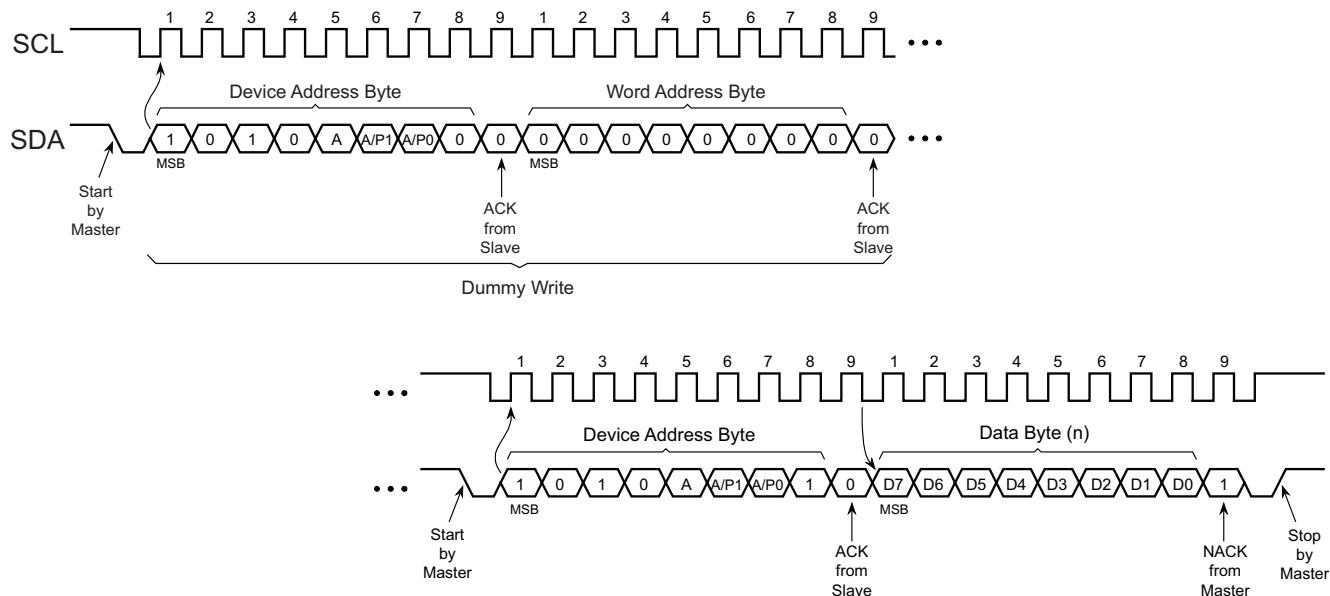 1 2 3 4 5 6 7 8 9 1 2 3 4 5 6 7 8 9
SCL
Device Address Byte Word Address Byte
SDA 1 0 1 0 A A/P1 A/P0 0 0 0 0 0 0 0 0 0 0 0
MSB MSB
Start
by
Master
ACK
from
Slave
ACK
from
Slave
Dummy Write
1 2 3 4 5 6 7 8 9 1 2 3 4 5 6 7 8 9
Device Address Byte Data Byte (n)
1 0 1 0 A A/P1 A/P0 1 0 D7 D6 D5 D4 D3 D2 D1 D0 1
MSB MSB
Start
by
Master
ACK
from
Slave
NACK
from
Master
Stop
by
Master